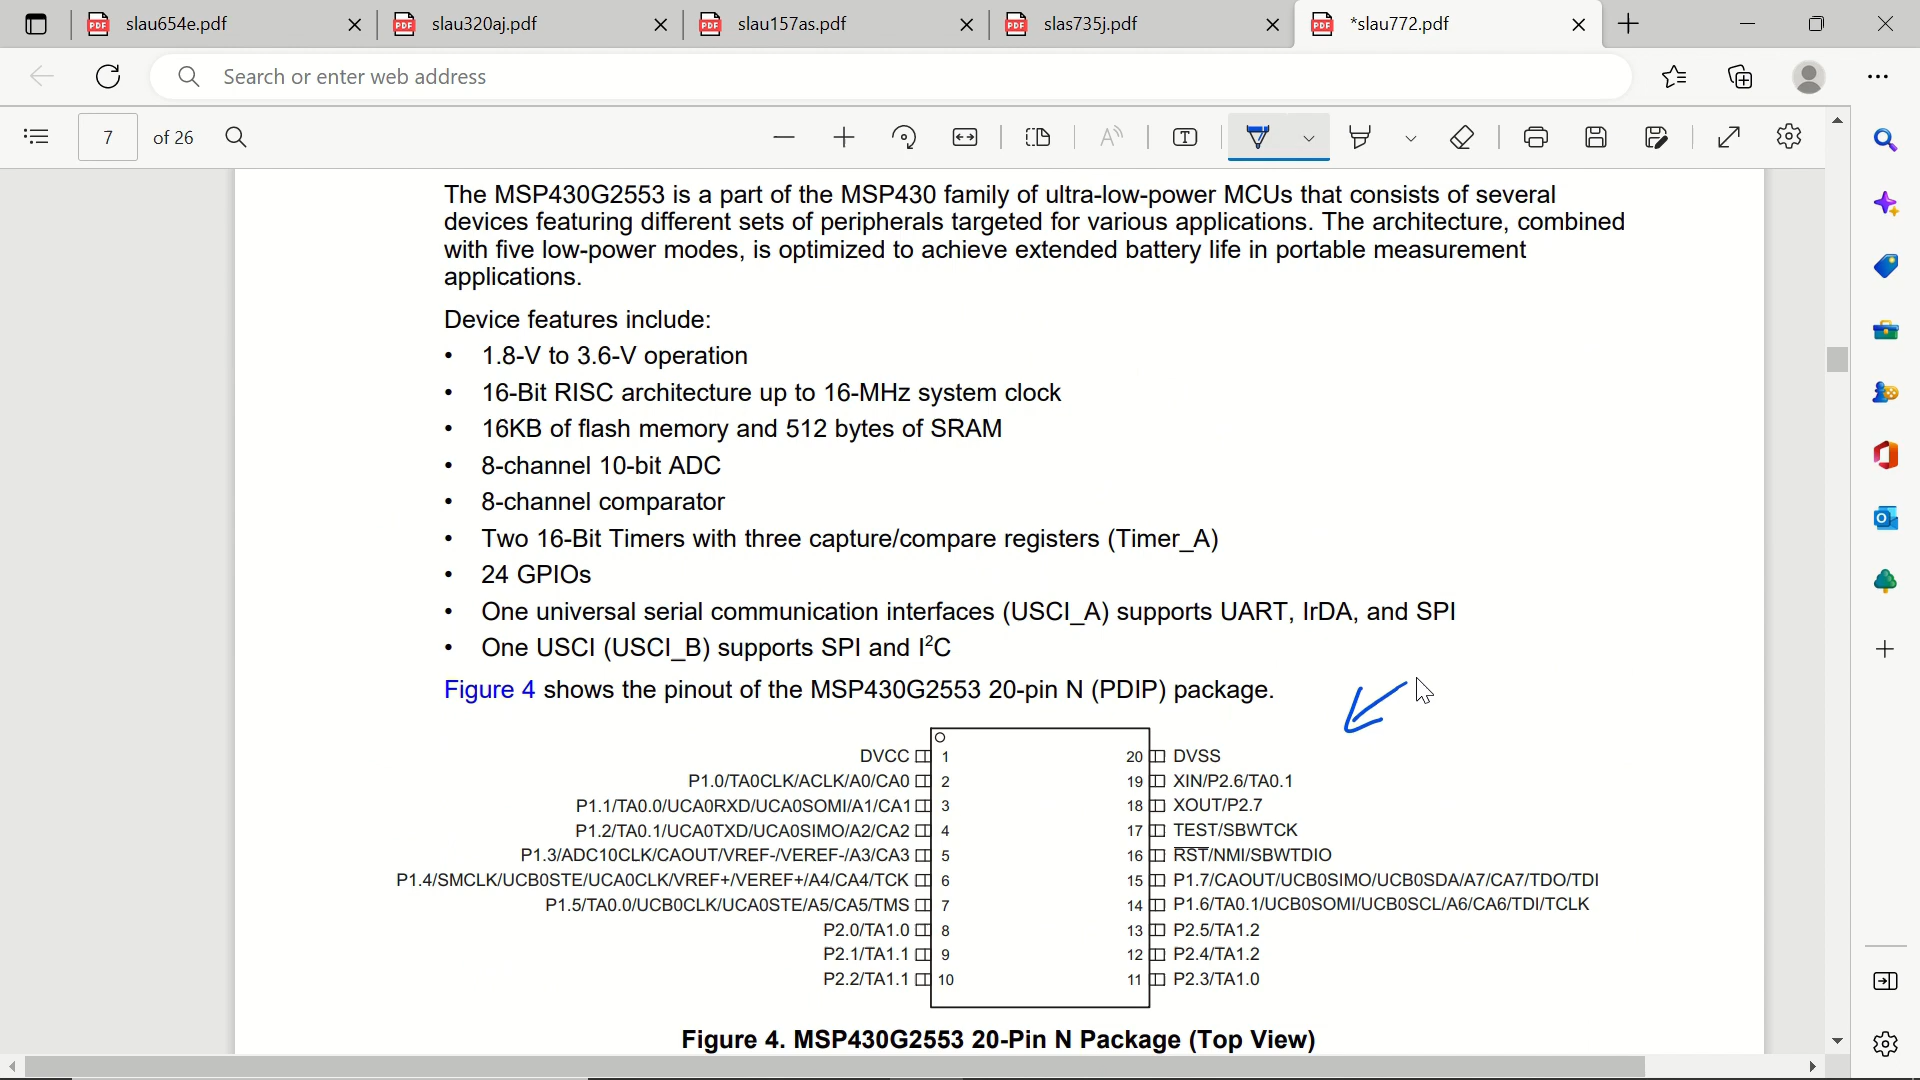 slau654e.pdf
slau320aj.pdf
slau157as.pdf
slas735j.pdf
*slau772.pdf
Search or enter web address
7 of 26
The MSP430G2553 is a part of the MSP430 family of ultra-low-power MCUs that consists of several
devices featuring different sets of peripherals targeted for various applications. The architecture, combined
with five low-power modes, is optimized to achieve extended battery life in portable measurement
applications.
Device features include:
• 1.8-V to 3.6-V operation
• 16-Bit RISC architecture up to 16-MHz system clock
• 16KB of flash memory and 512 bytes of SRAM
• 8-channel 10-bit ADC
• 8-channel comparator
• Two 16-Bit Timers with three capture/compare registers (Timer_A)
• 24 GPIOs
• One universal serial communication interfaces (USCI_A) supports UART, IrDA, and SPI
• One USCI (USCI_B) supports SPI and I²C
Figure 4 shows the pinout of the MSP430G2553 20-pin N (PDIP) package.
DVCC 1 20 DVSS
P1.0/TA0CLK/ACLK/A0/CA0 2 19 XIN/P2.6/TA0.1
P1.1/TA0.0/UCA0RXD/UCA0SOMI/A1/CA1 3 18 XOUT/P2.7
P1.2/TA0.1/UCA0TXD/UCA0SIMO/A2/CA2 4 17 TEST/SBWTCK
P1.3/ADC10CLK/CAOUT/VREF-/VEREF-/A3/CA3 5 16 RST/NMI/SBWTDIO
P1.4/SMCLK/UCB0STE/UCA0CLK/VREF+/VEREF+/A4/CA4/TCK 6 15 P1.7/CAOUT/UCB0SIMO/UCB0SDA/A7/CA7/TDO/TDI
P1.5/TA0.0/UCB0CLK/UCA0STE/A5/CA5/TMS 7 14 P1.6/TA0.1/UCB0SOMI/UCB0SCL/A6/CA6/TDI/TCLK
P2.0/TA1.0 8 13 P2.5/TA1.2
P2.1/TA1.1 9 12 P2.4/TA1.2
P2.2/TA1.1 10 11 P2.3/TA1.0
Figure 4. MSP430G2553 20-Pin N Package (Top View)